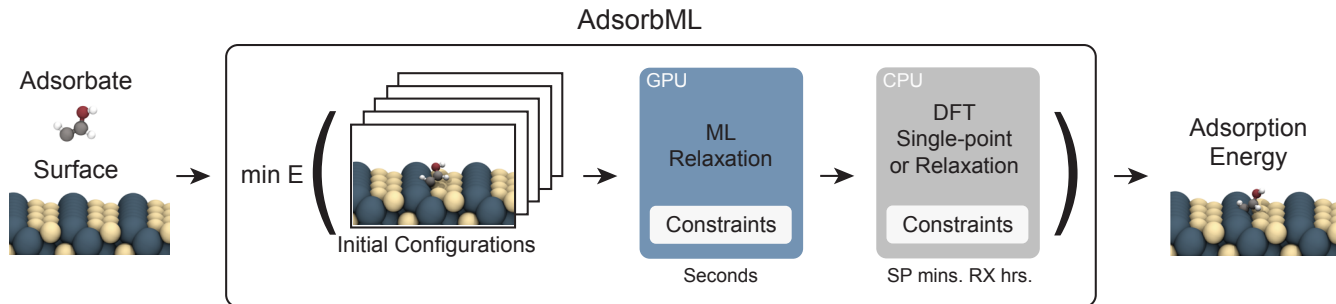 AdsorbML
Adsorbate
Surface
min E (
Initial Configurations
GPU
ML
Relaxation
Constraints
Seconds
CPU
DFT
Single-point
or Relaxation
Constraints
SP mins. RX hrs.
)
Adsorption
Energy